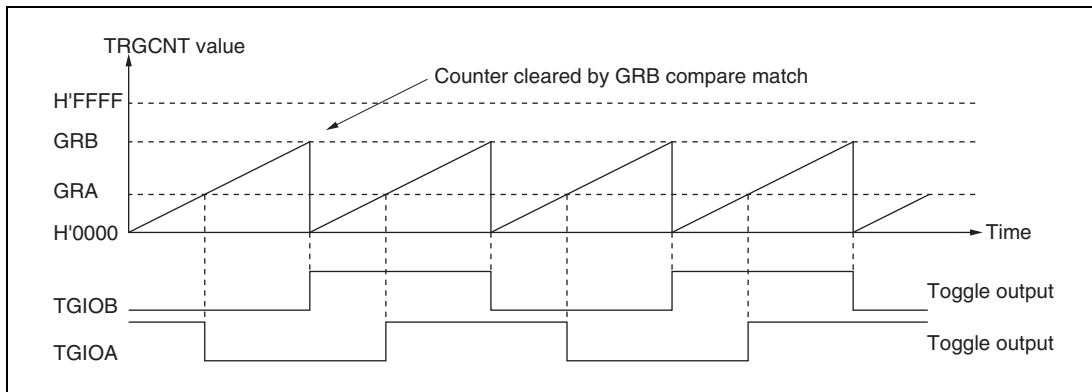 TRGCNT value
Counter cleared by GRB compare match
H'FFFF
GRB
GRA
H'0000
Time
TGIOB
Toggle output
TGIOA
Toggle output